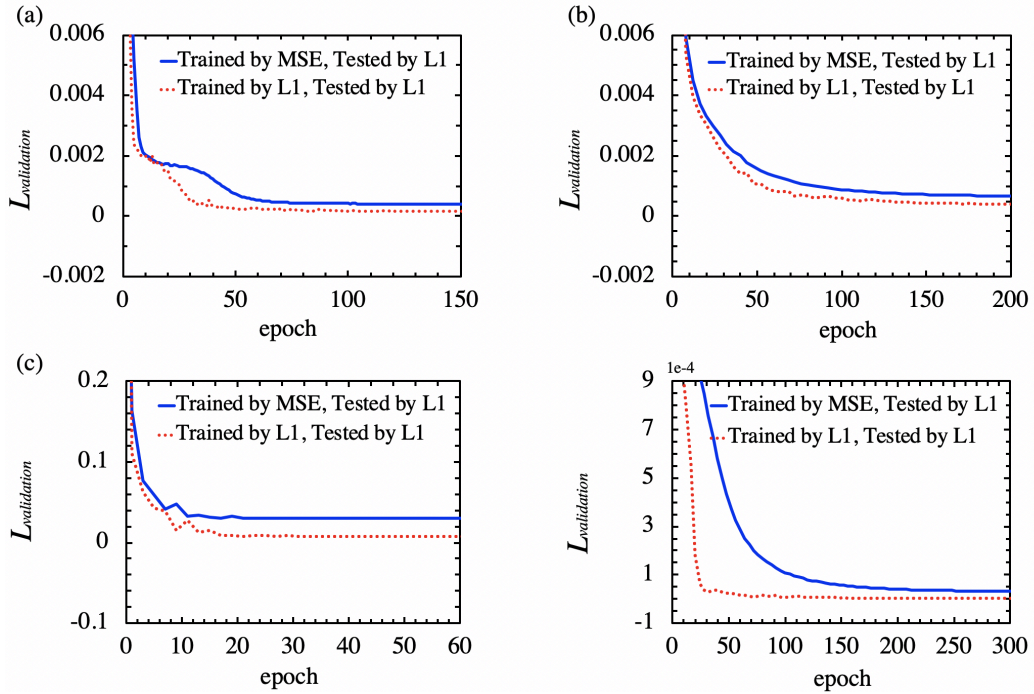 (a)
0.006
0.004
0.002
0
-0.002
L_validation
Trained by MSE, Tested by L1
Trained by L1, Tested by L1
0 50 100 150
epoch
(b)
0.006
0.004
0.002
0
-0.002
L_validation
Trained by MSE, Tested by L1
Trained by L1, Tested by L1
0 50 100 150 200
epoch
(c)
0.2
0.1
0
-0.1
L_validation
Trained by MSE, Tested by L1
Trained by L1, Tested by L1
0 10 20 30 40 50 60
epoch
1e-4
9
7
5
3
1
-1
L_validation
Trained by MSE, Tested by L1
Trained by L1, Tested by L1
0 50 100 150 200 250 300
epoch